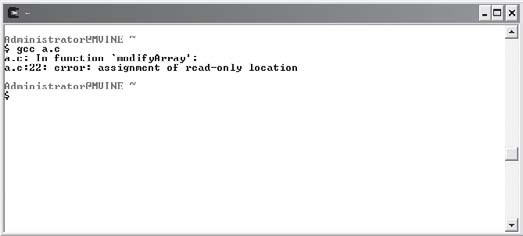 ~
Administrator@MVINE ~
$ gcc a.c
a.c: In function `modifyArray':
a.c:22: error: assignment of read-only location
Administrator@MVINE ~
$